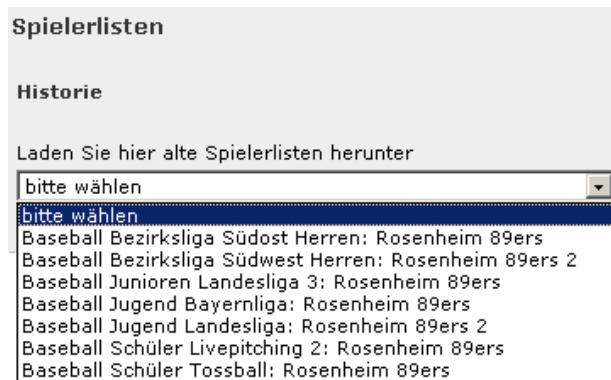 Spielerlisten
Historie
Laden Sie hier alte Spielerlisten herunter
bitte wählen
bitte wählen
Baseball Bezirksliga Südost Herren: Rosenheim 89ers
Baseball Bezirksliga Südwest Herren: Rosenheim 89ers 2
Baseball Junioren Landesliga 3: Rosenheim 89ers
Baseball Jugend Bayernliga: Rosenheim 89ers
Baseball Jugend Landesliga: Rosenheim 89ers 2
Baseball Schüler Livepitching 2: Rosenheim 89ers
Baseball Schüler Tossball: Rosenheim 89ers